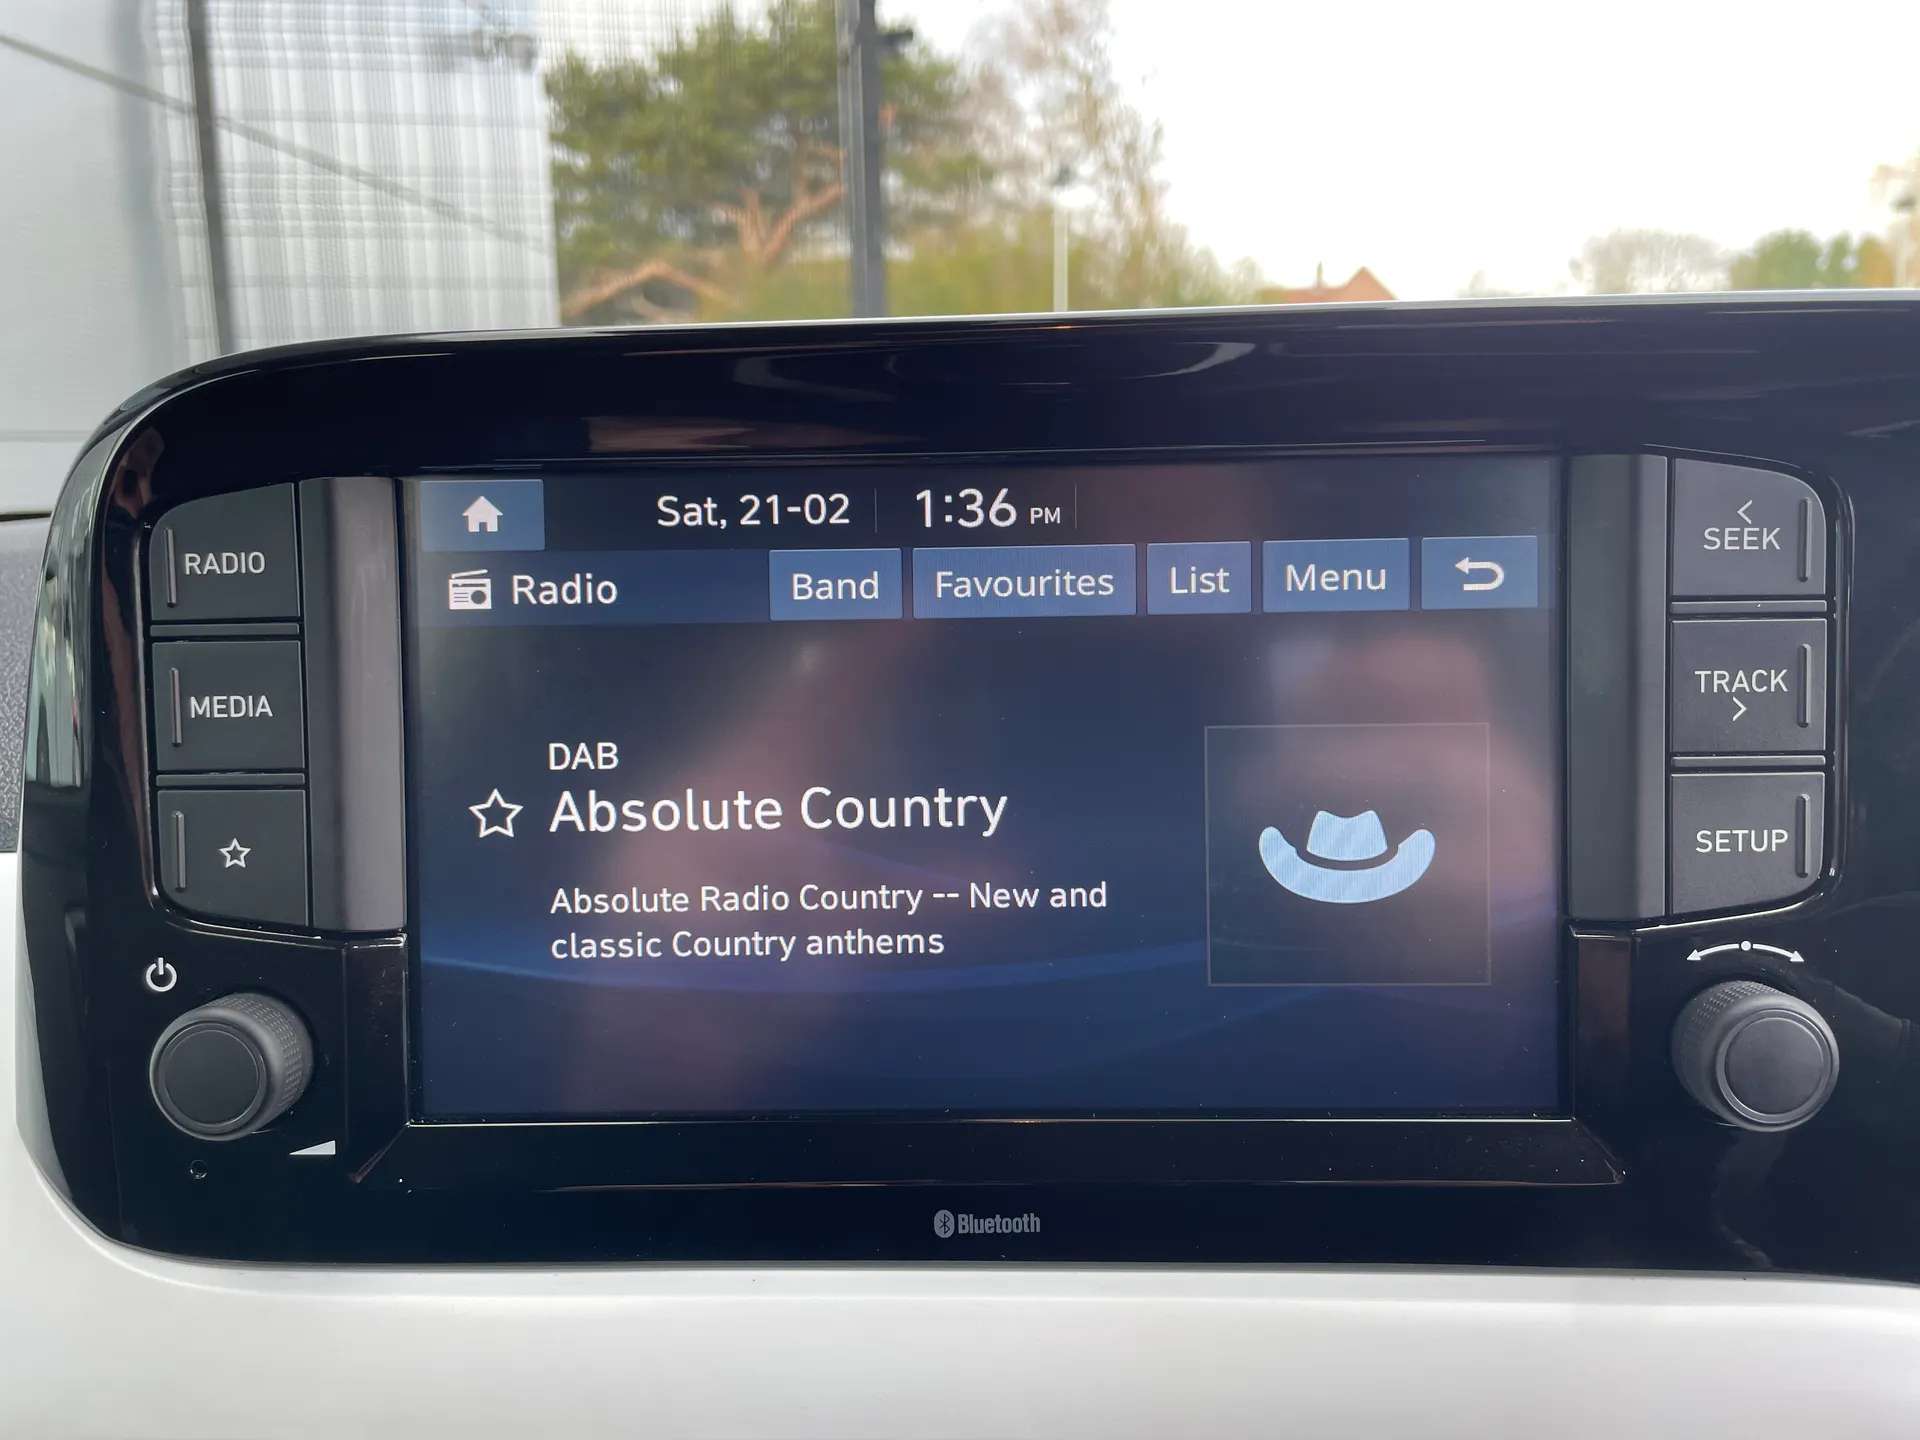 Sat, 21-02 1:36 PM
Radio Band Favourites List Menu
RADIO
MEDIA
DAB
Absolute Country
Absolute Radio Country -- New and
classic Country anthems
SEEK
TRACK
SETUP
Bluetooth